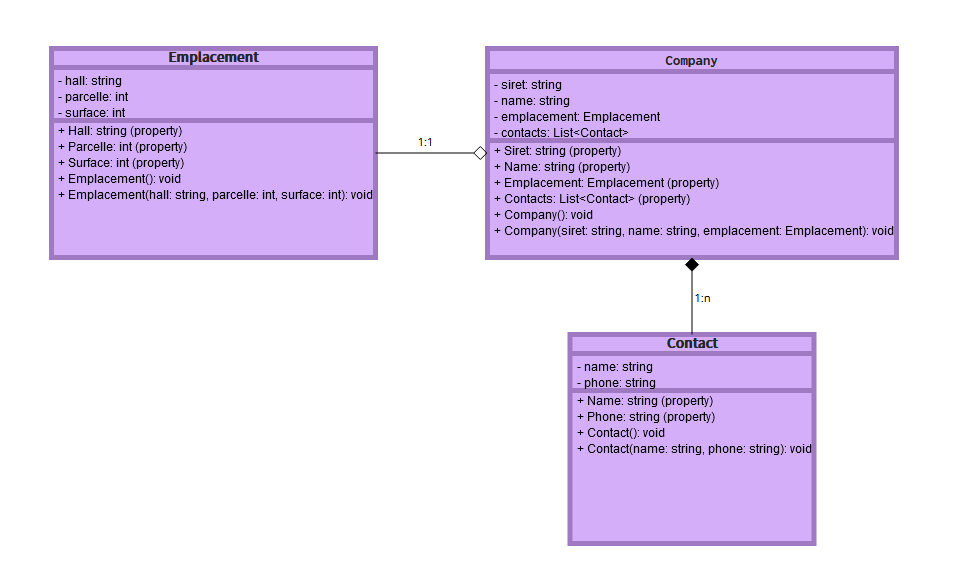 Emplacement
- hall: string
- parcelle: int
- surface: int
+ Hall: string (property)
+ Parcelle: int (property)
+ Surface: int (property)
+ Emplacement(): void
+ Emplacement(hall: string, parcelle: int, surface: int): void
1:1
Company
- siret: string
- name: string
- emplacement: Emplacement
- contacts: List<Contact>
+ Siret: string (property)
+ Name: string (property)
+ Emplacement: Emplacement (property)
+ Contacts: List<Contact> (property)
+ Company(): void
+ Company(siret: string, name: string, emplacement: Emplacement): void
1:n
Contact
- name: string
- phone: string
+ Name: string (property)
+ Phone: string (property)
+ Contact(): void
+ Contact(name: string, phone: string): void